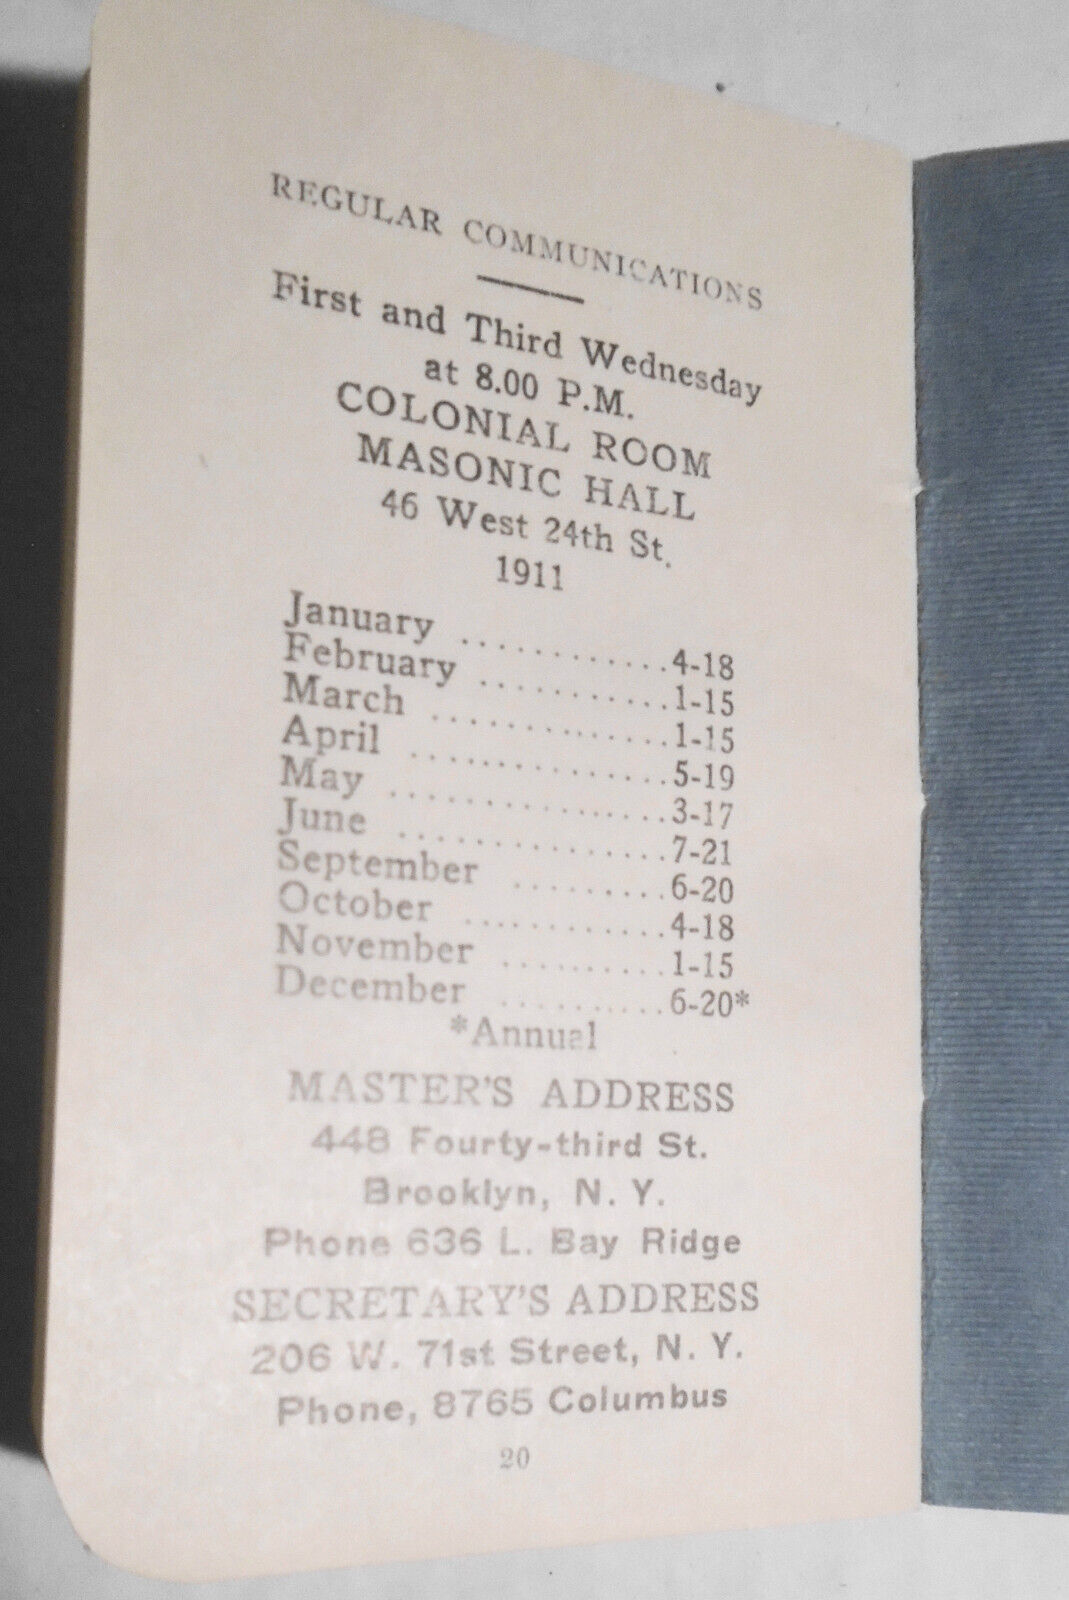 REGULAR COMMUNICATIONS
First and Third Wednesday
at 8.00 P.M.
COLONIAL ROOM
MASONIC HALL
46 West 24th St.
1911
January ............4-18
February ...........1-15
March ..............1-15
April ...............5-19
May ................3-17
June ................7-21
September .........6-20
October ............4-18
November ..........1-15
December ..........6-20*
*Annual
MASTER'S ADDRESS
448 Fourty-third St.
Brooklyn, N. Y.
Phone 636 L. Bay Ridge
SECRETARY'S ADDRESS
206 W. 71st Street, N. Y.
Phone, 8765 Columbus
20